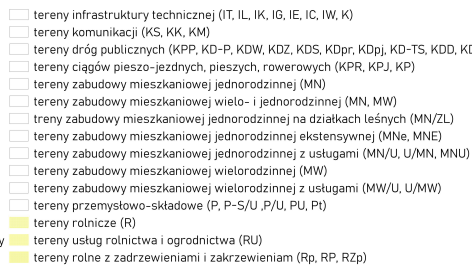 tereny infrastruktury technicznej (IT, IL, IK, IG, IE, IC, IW, K)
tereny komunikacji (KS, KK, KM)
tereny dróg publicznych (KPP, KD-P, KDW, KDZ, KDS, KDpr, KDpj, KD-TS, KDD, KD
tereny ciągów pieszo-jezdnych, pieszych, rowerowych (KPR, KPJ, KP)
tereny zabudowy mieszkaniowej jednorodzinnej (MN)
tereny zabudowy mieszkaniowej wielo- i jednorodzinnej (MN, MW)
treny zabudowy mieszkaniowej jednorodzinnej na działkach leśnych (MN/ZL)
tereny zabudowy mieszkaniowej jednorodzinnej ekstensywnej (MNe, MNE)
tereny zabudowy mieszkaniowej jednorodzinnej z usługami (MN/U, U/MN, MNU)
tereny zabudowy mieszkaniowej wielorodzinnej (MW)
tereny zabudowy mieszkaniowej wielorodzinnej z usługami (MW/U, U/MW)
tereny przemysłowo-składowe (P, P-S/U ,P/U, PU, Pt)
tereny rolnicze (R)
y tereny usług rolnictwa i ogrodnictwa (RU)
tereny rolne z zadrzewieniami i zakrzewieniam (Rp, RP, RZp)